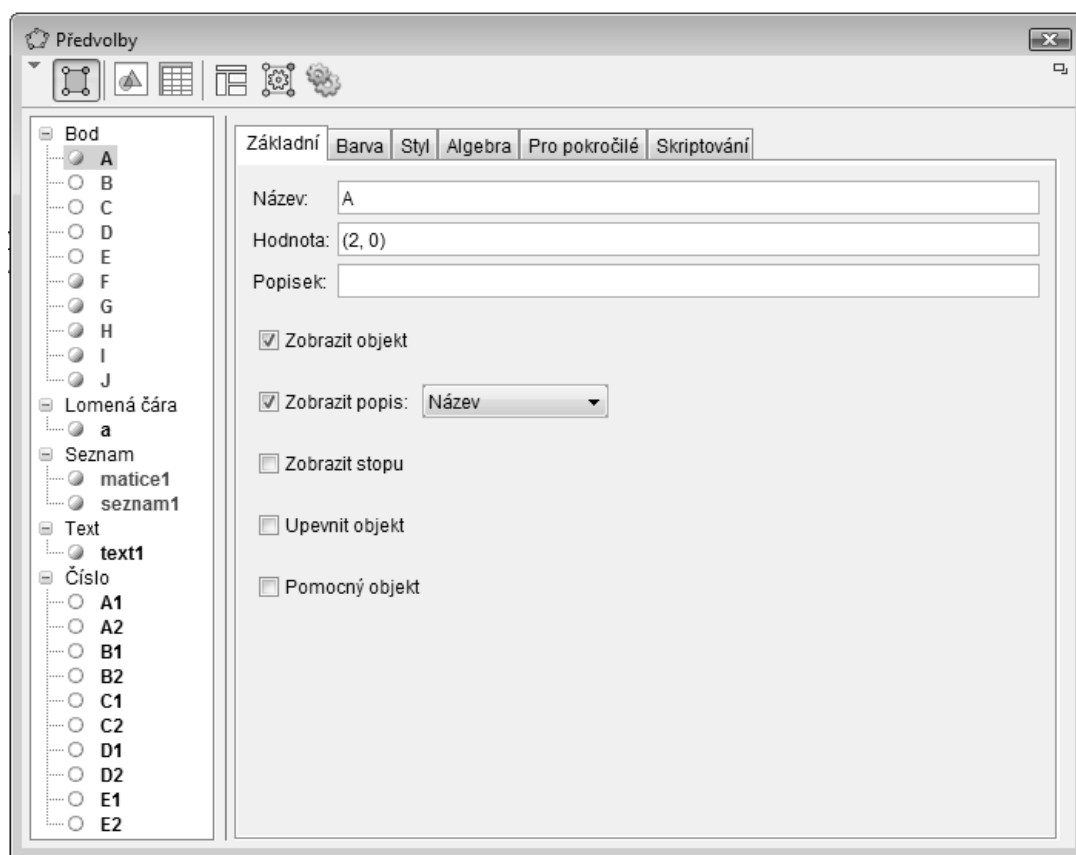 Předvolby
Bod
A
B
C
D
E
F
G
H
I
J
Lomená čára
a
Seznam
matice1
seznam1
Text
text1
Číslo
A1
A2
B1
B2
C1
C2
D1
D2
E1
E2
Základní Barva Styl Algebra Pro pokročilé Skriptování
Název: A
Hodnota: (2, 0)
Popisek:
Zobrazit objekt
Zobrazit popis: Název
Zobrazit stopu
Upevnit objekt
Pomocný objekt